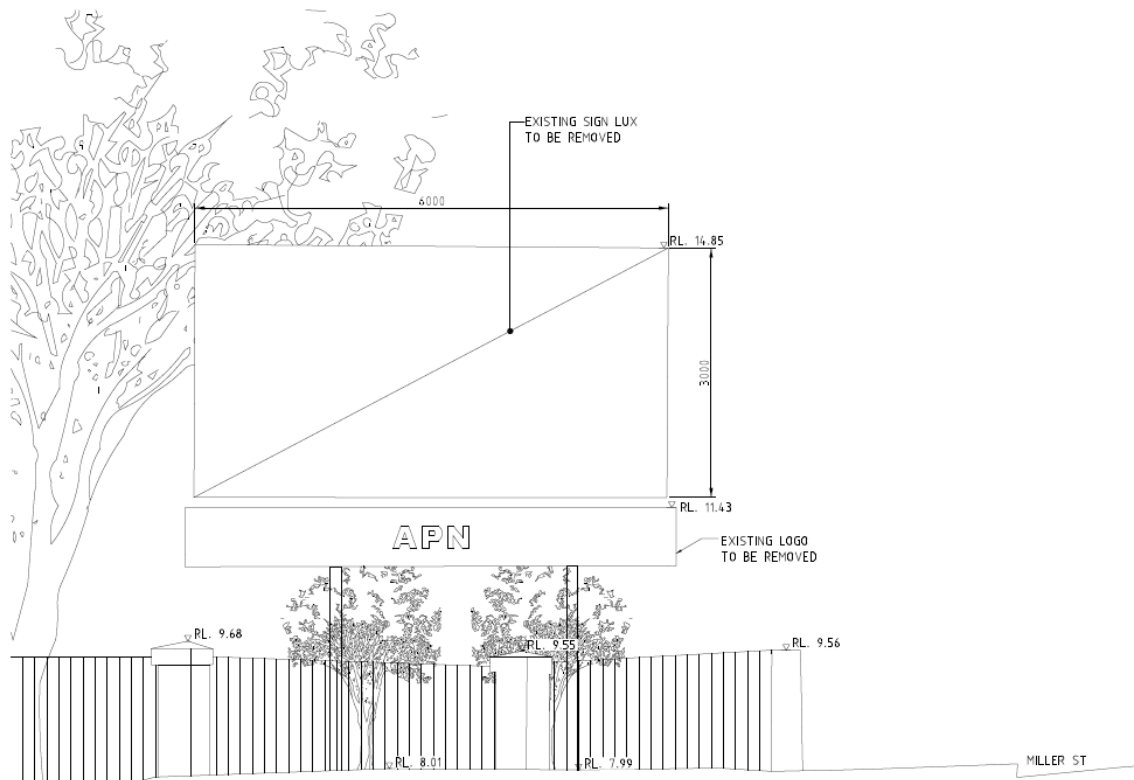 EXISTING SIGN LUX
TO BE REMOVED
6000
RL. 14.85
3000
RL. 11.43
APN
EXISTING LOGO
TO BE REMOVED
RL. 9.68
RL. 9.55
RL. 9.56
RL. 8.01
RL. 7.99
MILLER ST